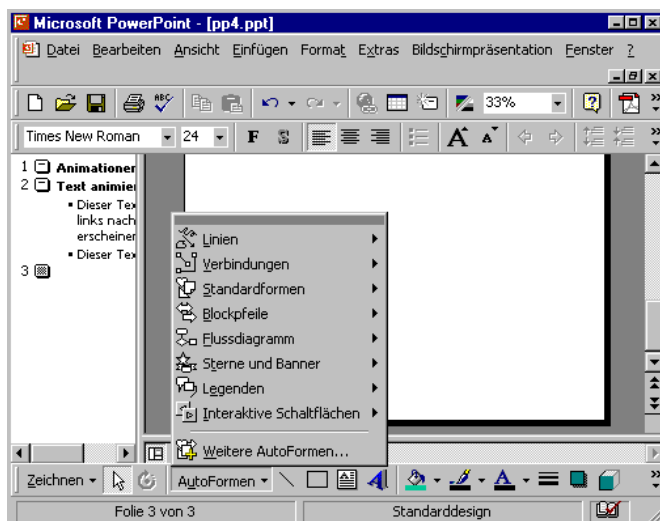 Microsoft PowerPoint - [pp4.ppt]
Datei Bearbeiten Ansicht Einfügen Format Extras Bildschirmpräsentation Fenster ?
ABC 33% ?
Times New Roman 24 F S A A
1 Animationen
2 Text animie
• Dieser Tex
links nach
erscheinen
• Dieser Tex
3
Linien
Verbindungen
Standardformen
Blockpfeile
Flussdiagramm
Sterne und Banner
Legenden
Interaktive Schaltflächen
Weitere AutoFormen...
Zeichnen AutoFormen A A
Folie 3 von 3 Standarddesign